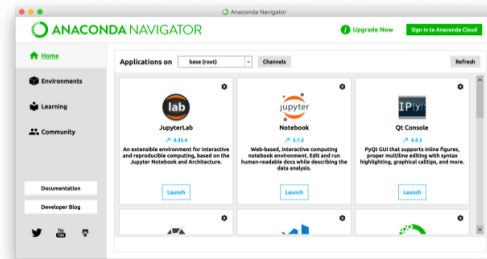 Anaconda Navigator
ANACONDA NAVIGATOR
Upgrade Now
Sign in to Anaconda Cloud
Home
Environments
Learning
Community
Documentation
Developer Blog
You Tube
Applications on
base (root)
Channels
Refresh
lab
JupyterLab
0.35.4
An extensible environment for interactive
and reproducible computing, based on the
Jupyter Notebook and Architecture.
Launch
jupyter
Notebook
5.7.2
Web-based, interactive computing
notebook environment. Edit and run
human-readable docs while describing the
data analysis.
Launch
IP[y]:
Qt Console
4.4.3
PyQt GUI that supports inline figures,
proper multiline editing with syntax
highlighting, graphical calltips, and more.
Launch